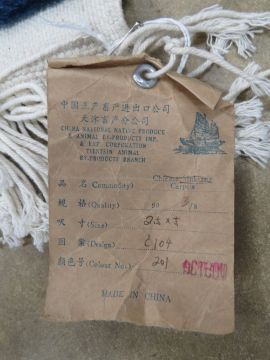 中国土产畜产进出口公司
天津畜产分公司
CHINA NATIONAL NATIVE PRODUCE
& ANIMAL BY-PRODUCTS IMP.
& EXP. CORPORATION
TIENTSIN ANIMAL
BY-PRODUCTS BRANCH
品 名 (Commodity) Carpets
规 格 (Quality) 90 3/8
尺 寸 (Size)
图 案 (Design)
颜色号 (Colour No.) 201
MADE IN CHINA